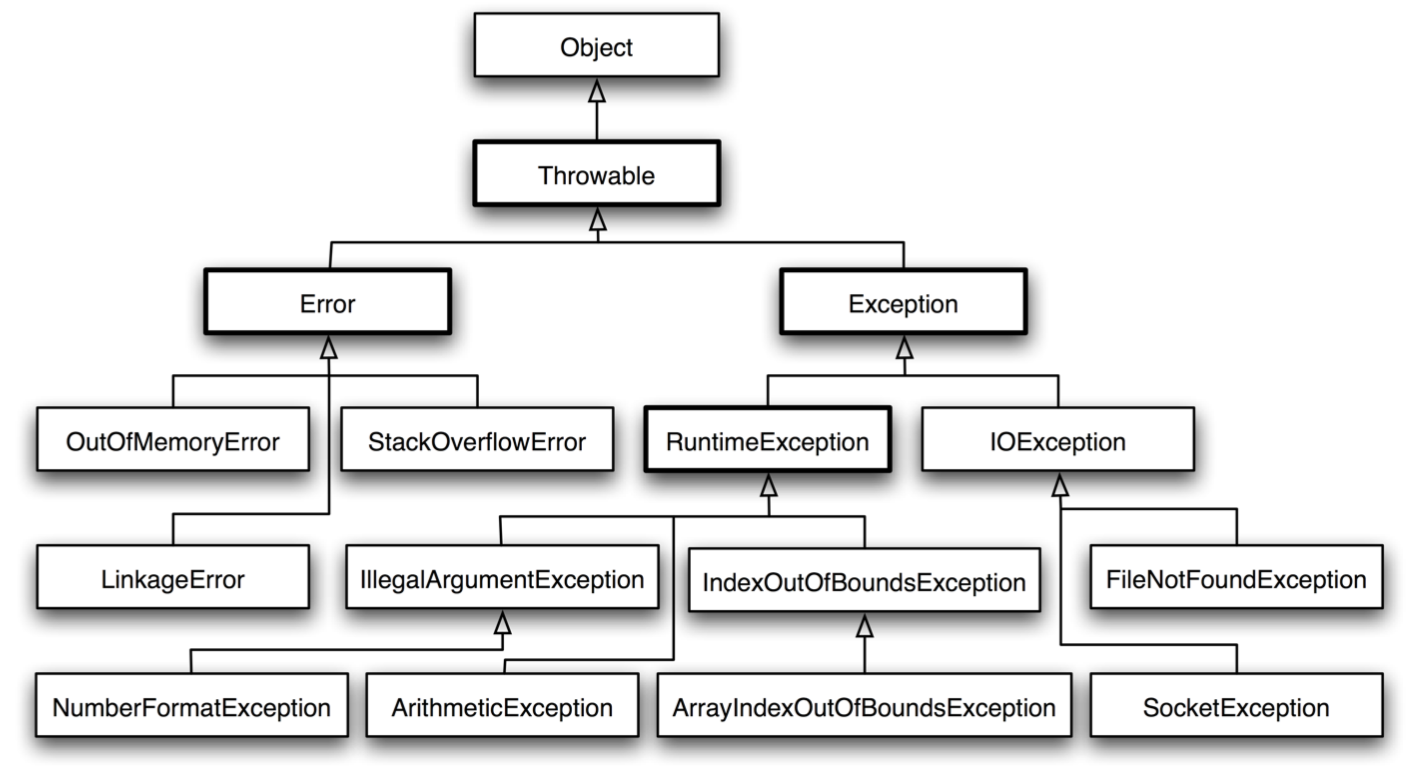 Object
Throwable
Error
Exception
OutOfMemoryError
StackOverflowError
RuntimeException
IOException
LinkageError
IllegalArgumentException
IndexOutOfBoundsException
FileNotFoundException
NumberFormatException
ArithmeticException
ArrayIndexOutOfBoundsException
SocketException